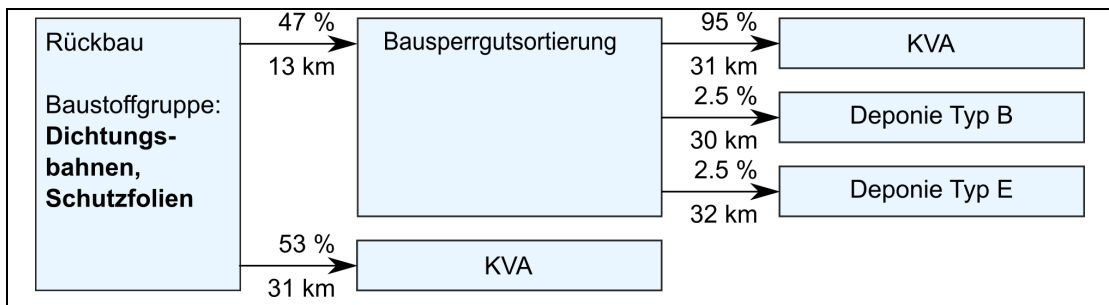 Rückbau
Baustoffgruppe:
Dichtungs-
bahnen,
Schutzfolien
47 %
13 km
Bausperrgutsortierung
95 %
31 km
KVA
2.5 %
30 km
Deponie Typ B
2.5 %
32 km
Deponie Typ E
53 %
31 km
KVA